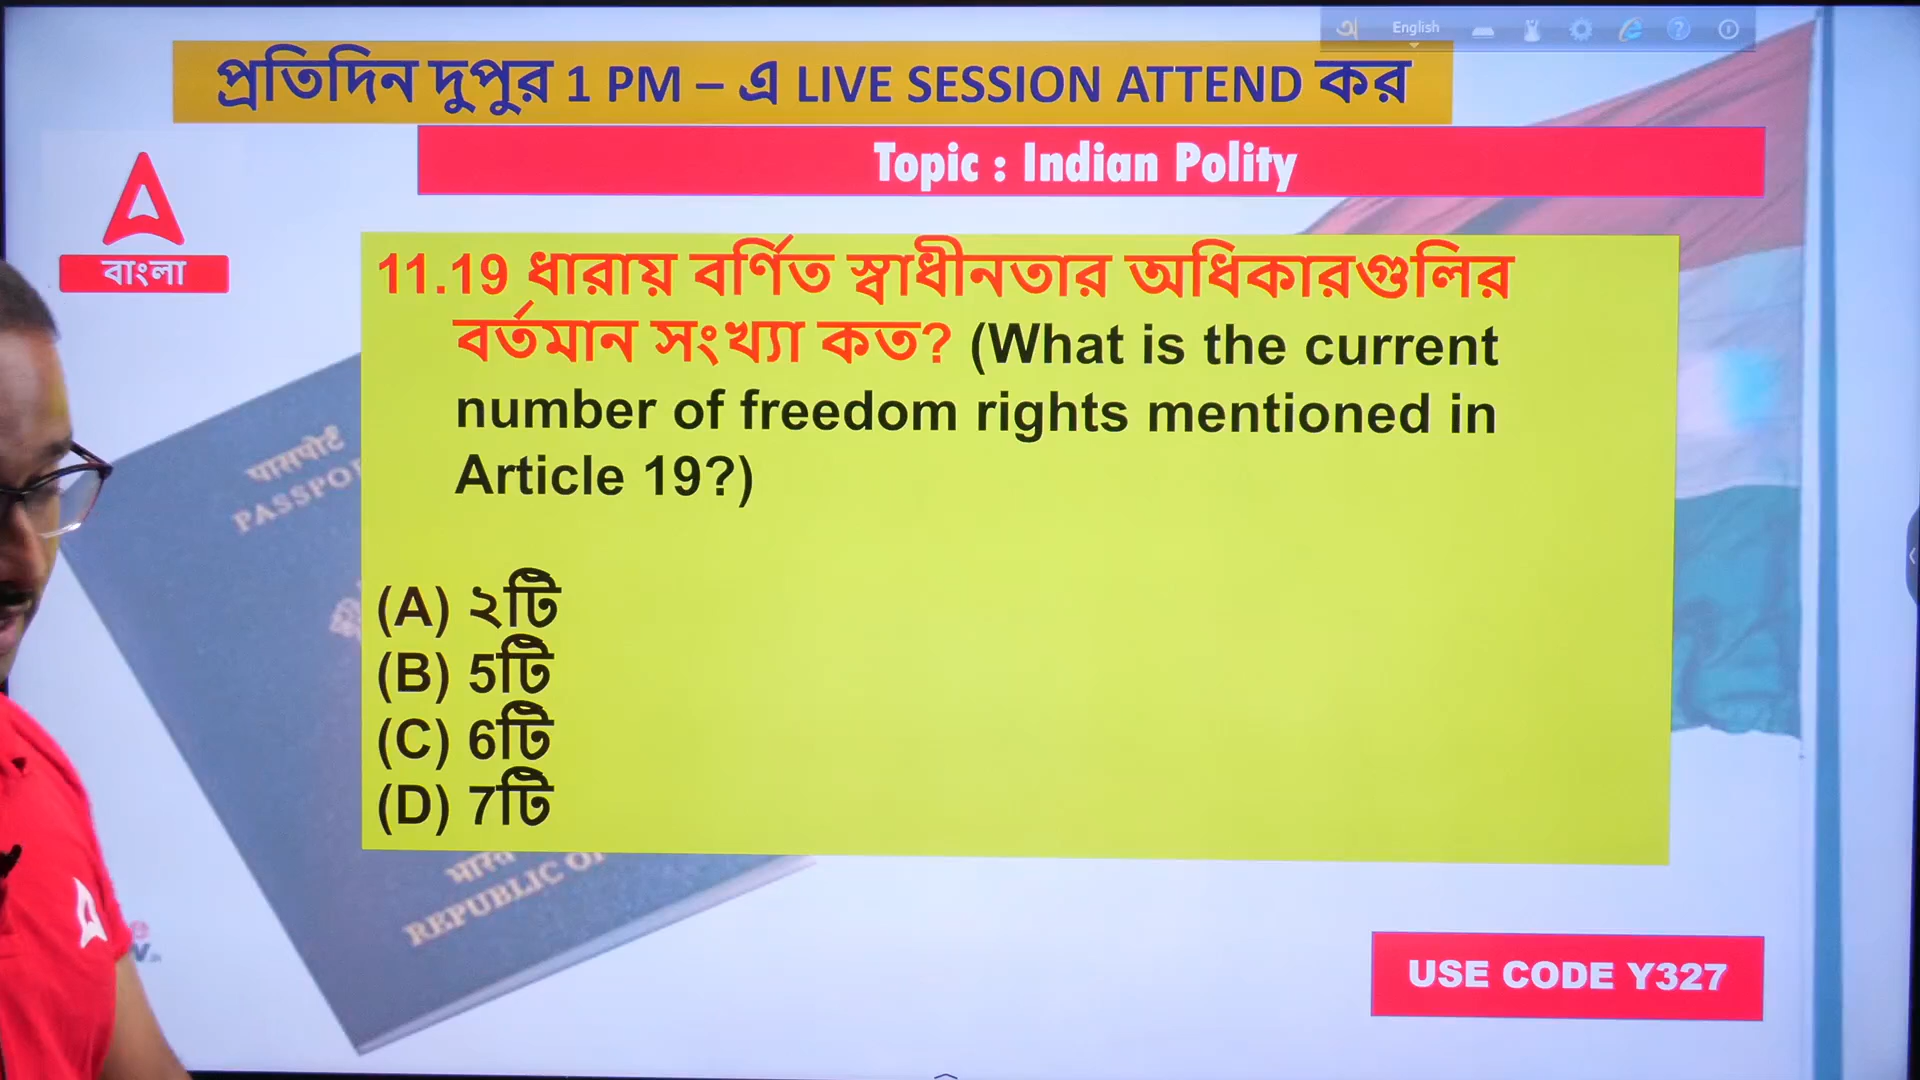 English
প্রতিদিন দুপুর 1 PM – এ LIVE SESSION ATTEND কর
Topic : Indian Polity
বাংলা
11.19 ধারায় বর্ণিত স্বাধীনতার অধিকারগুলির
বর্তমান সংখ্যা কত? (What is the current
number of freedom rights mentioned in
Article 19?)
(A) ২টি
(B) 5টি
(C) 6টি
(D) 7টি
पासपोर्ट
PASSPO
भारत
REPUBLIC O
USE CODE Y327